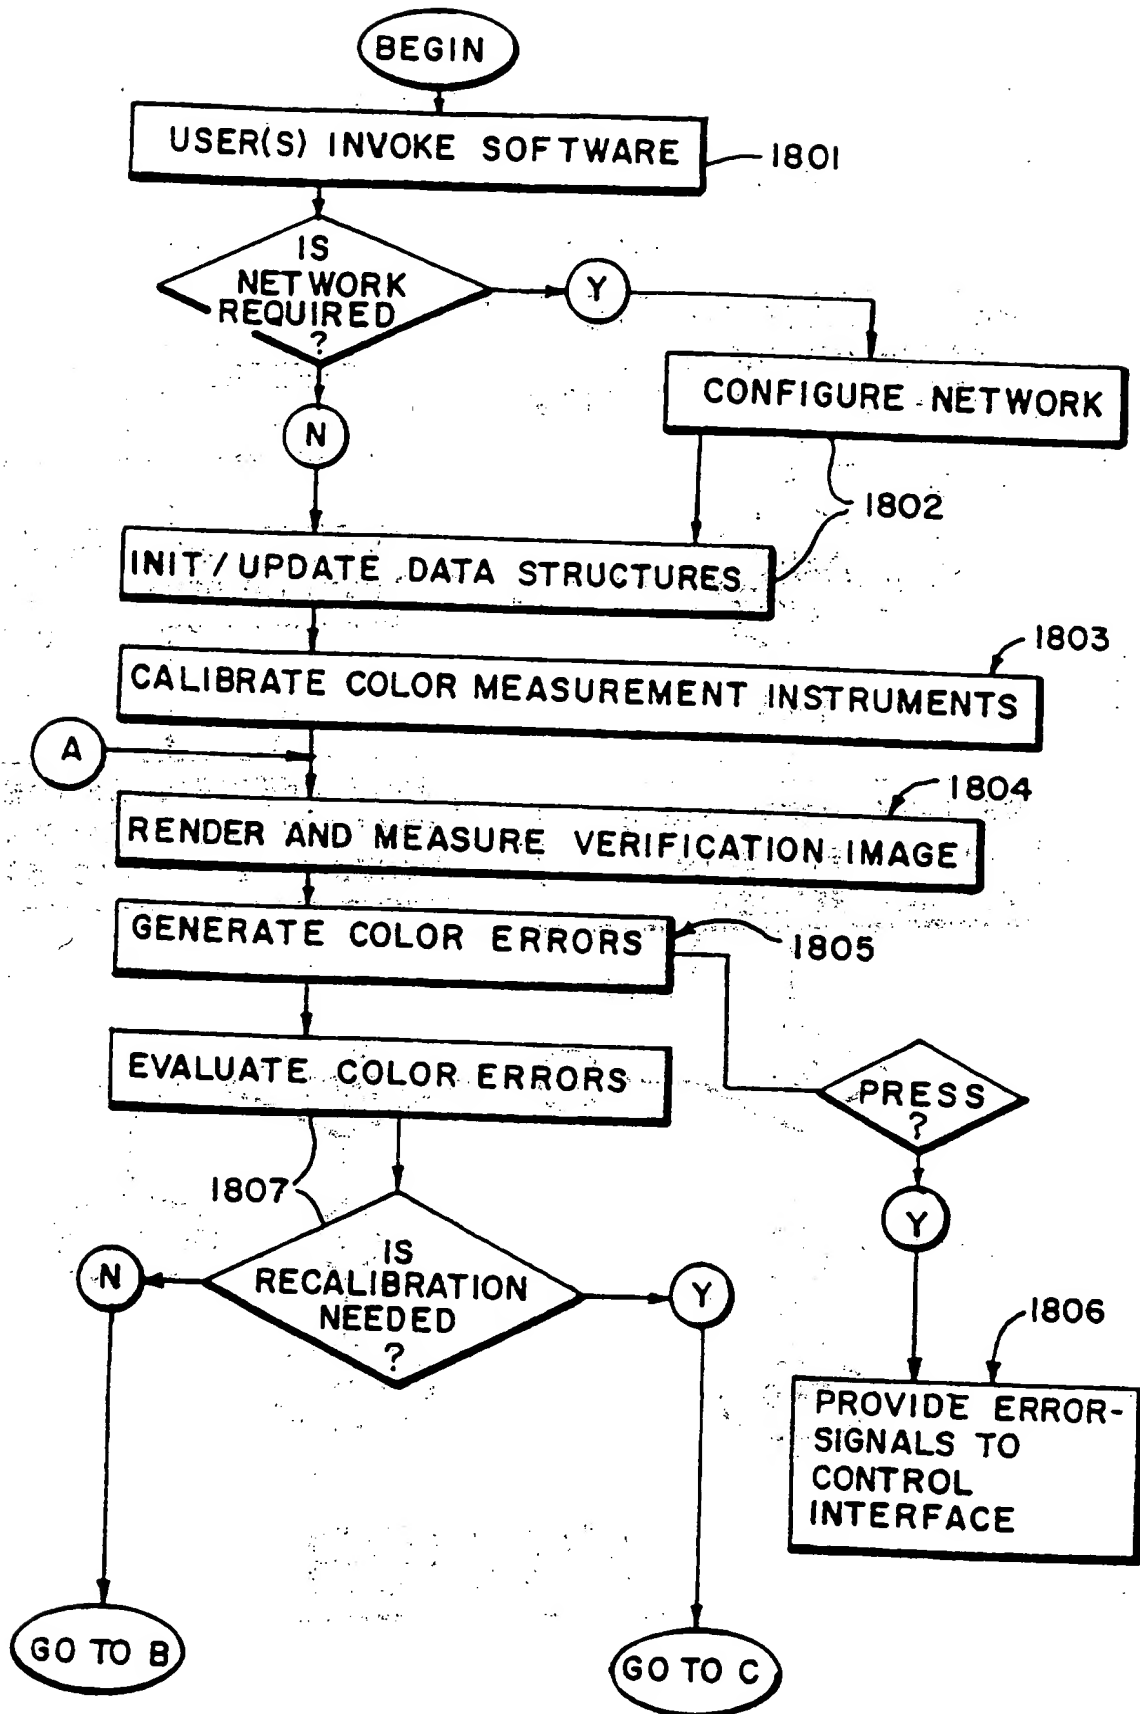 BEGIN
USER(S) INVOKE SOFTWARE
1801
IS
NETWORK
REQUIRED
?
Y
CONFIGURE NETWORK
N
1802
INIT/UPDATE DATA STRUCTURES
1803
CALIBRATE COLOR MEASUREMENT INSTRUMENTS
A
1804
RENDER AND MEASURE VERIFICATION IMAGE
GENERATE COLOR ERRORS
1805
EVALUATE COLOR ERRORS
PRESS
?
1807
Y
IS
RECALIBRATION
NEEDED
?
N
Y
1806
PROVIDE ERROR-
SIGNALS TO
CONTROL
INTERFACE
GO TO B
GO TO C